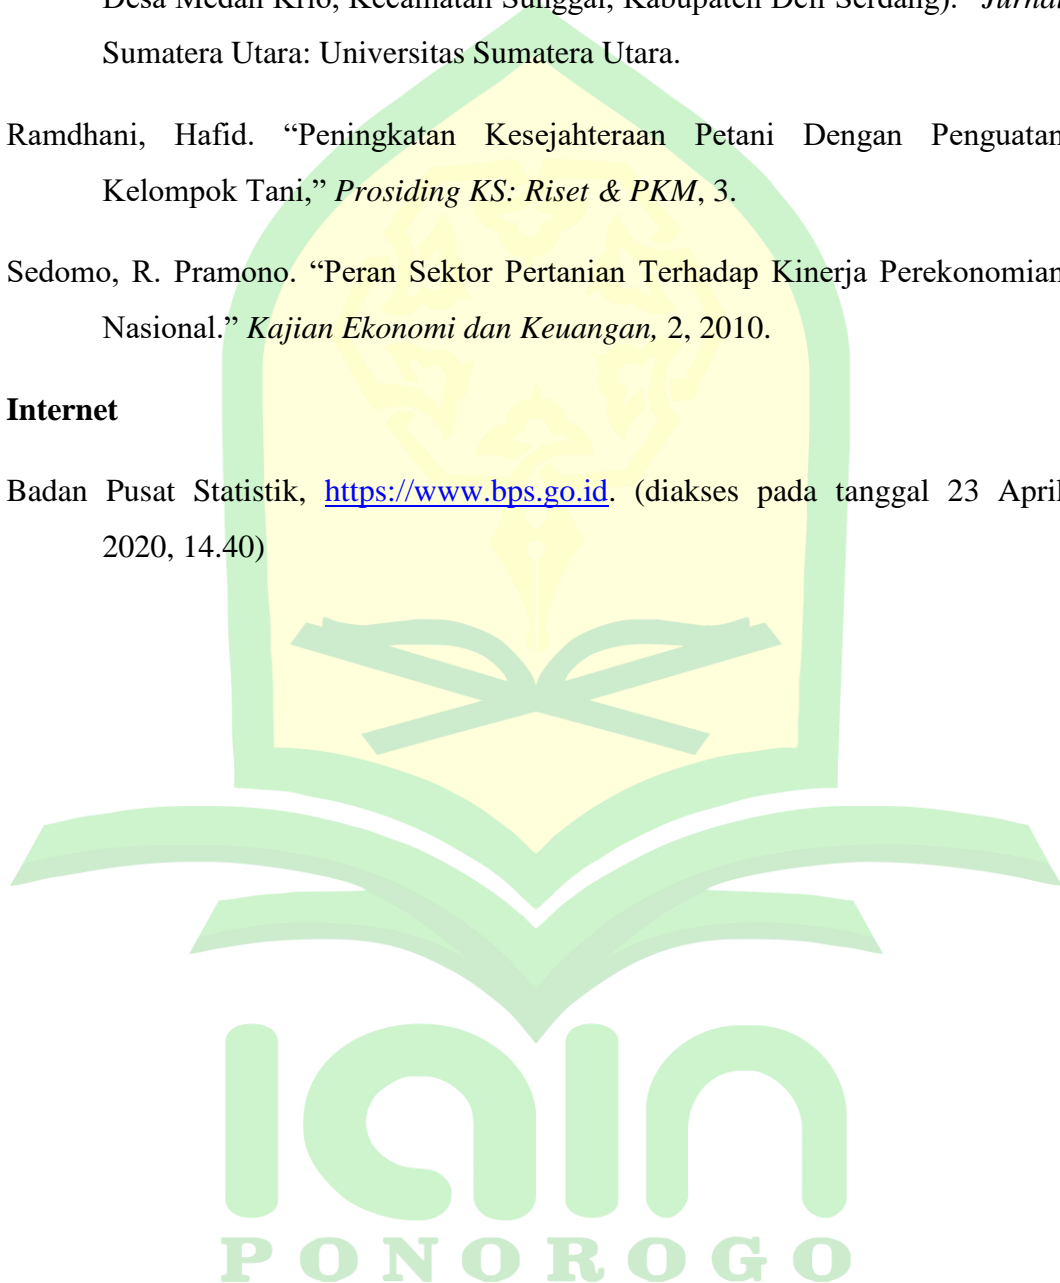 Desa Medan Krio, Kecamatan Sunggal, Kabupaten Deli Serdang).” Jurnal
Sumatera Utara: Universitas Sumatera Utara.
Ramdhani, Hafid. “Peningkatan Kesejahteraan Petani Dengan Penguatan
Kelompok Tani,” Prosiding KS: Riset & PKM, 3.
Sedomo, R. Pramono. “Peran Sektor Pertanian Terhadap Kinerja Perekonomian
Nasional.” Kajian Ekonomi dan Keuangan, 2, 2010.
Internet
Badan Pusat Statistik, https://www.bps.go.id. (diakses pada tanggal 23 April
2020, 14.40)
IAIN
PONOROGO